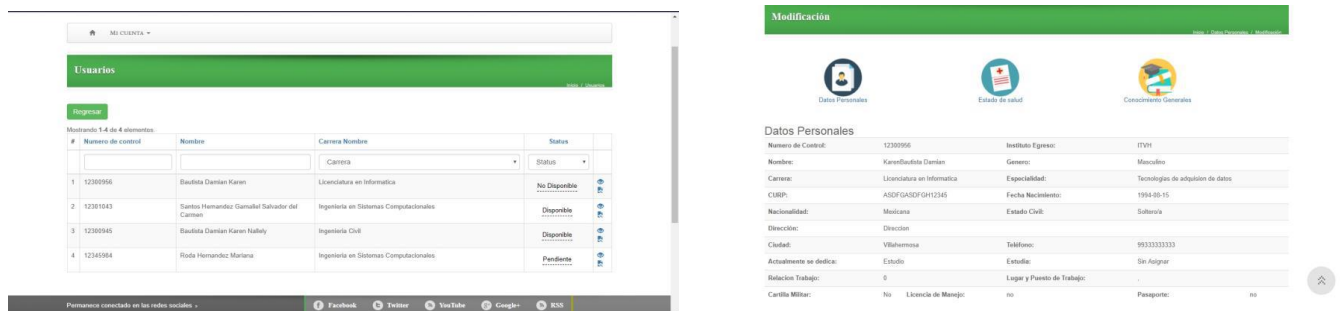 MI CUENTA
Usuarios
Inicio / Usuarios
Regresar
Mostrando 1-4 de 4 elementos.
# Numero de control Nombre Carrera Nombre Status
Carrera Status
1 12300956 Bautista Damian Karen Licenciatura en Informatica No Disponible
2 12301043 Santos Hernandez Gamaliel Salvador del Carmen Ingenieria en Sistemas Computacionales Disponible
3 12300945 Bautista Damian Karen Nallely Ingenieria Civil Disponible
4 12345984 Roda Hernandez Mariana Ingenieria en Sistemas Computacionales Pendiente
Permanece conectado en las redes sociales
Facebook Twitter YouTube Google+ RSS
Modificación
Inicio / Datos Personales / Modificación
Datos Personales Estado de salud Conocimiento Generales
Datos Personales
Numero de Control: 12300956 Instituto Egreso: ITVH
Nombre: KarenBautista Damian Genero: Masculino
Carrera: Licenciatura en Informatica Especialidad: Tecnologias de adquision de datos
CURP: ASDFGASDFGH12345 Fecha Nacimiento: 1994-00-15
Nacionalidad: Mexicana Estado Civil: Soltero/a
Dirección: Direccion
Ciudad: Villahermosa Teléfono: 99333333333
Actualmente se dedica: Estudio Estudia: Sin Asignar
Relacion Trabajo: 0 Lugar y Puesto de Trabajo: ,
Cartilla Militar: No Licencia de Manejo: no Pasaporte: no